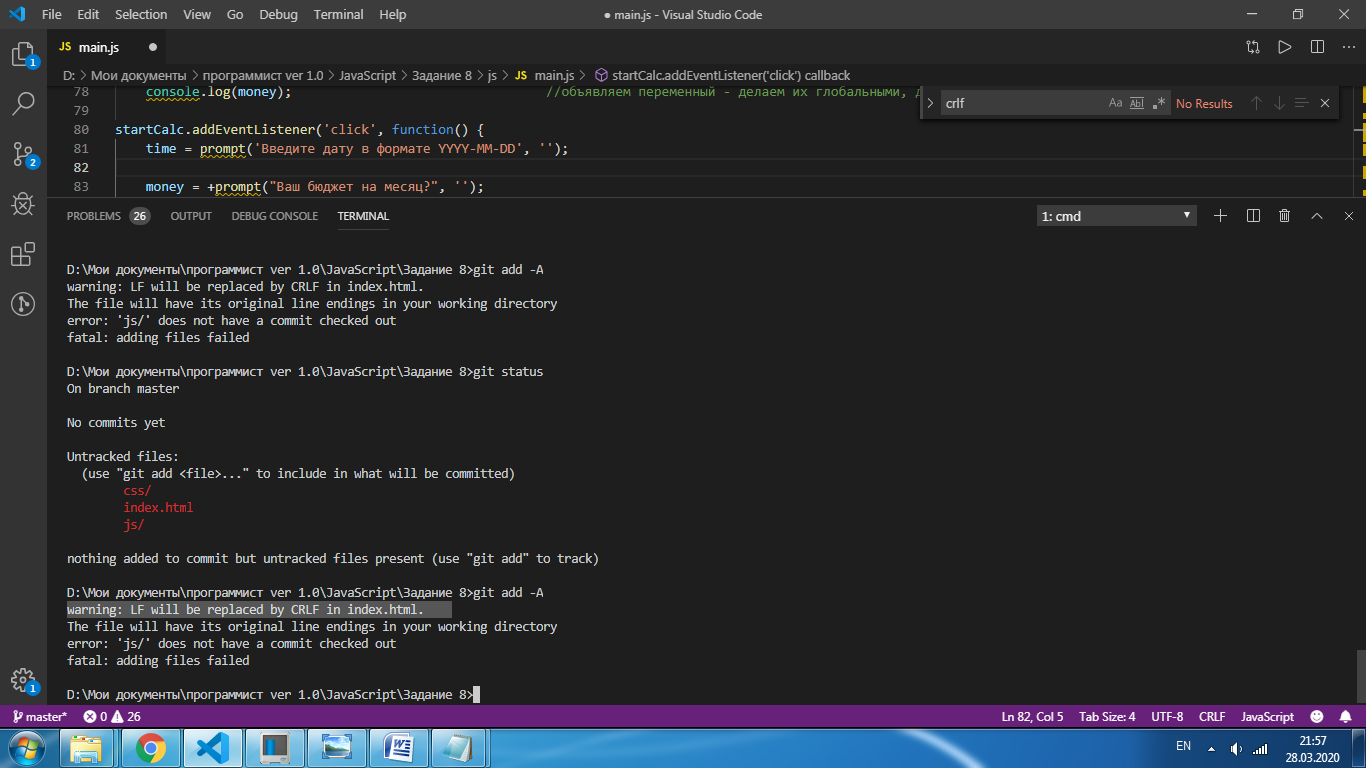 File Edit Selection View Go Debug Terminal Help ● main.js - Visual Studio Code
JS main.js ●
D: > Мои документы > программист ver 1.0 > JavaScript > Задание 8 > js > JS main.js > startCalc.addEventListener('click') callback
78 console.log(money); //объявляем переменный - делаем их глобальными, д
crlf Aa Abl .* No Results
79
80 startCalc.addEventListener('click', function() {
81 time = prompt('Введите дату в формате YYYY-MM-DD', '');
82
83 money = +prompt("Ваш бюджет на месяц?", '');
PROBLEMS 26 OUTPUT DEBUG CONSOLE TERMINAL 1: cmd
D:\Мои документы\программист ver 1.0\JavaScript\Задание 8>git add -A
warning: LF will be replaced by CRLF in index.html.
The file will have its original line endings in your working directory
error: 'js/' does not have a commit checked out
fatal: adding files failed
D:\Мои документы\программист ver 1.0\JavaScript\Задание 8>git status
On branch master
No commits yet
Untracked files:
(use "git add <file>..." to include in what will be committed)
css/
index.html
js/
nothing added to commit but untracked files present (use "git add" to track)
D:\Мои документы\программист ver 1.0\JavaScript\Задание 8>git add -A
warning: LF will be replaced by CRLF in index.html.
The file will have its original line endings in your working directory
error: 'js/' does not have a commit checked out
fatal: adding files failed
D:\Мои документы\программист ver 1.0\JavaScript\Задание 8>
1
2
1
master* 0 26 Ln 82, Col 5 Tab Size: 4 UTF-8 CRLF JavaScript
EN 21:57
28.03.2020